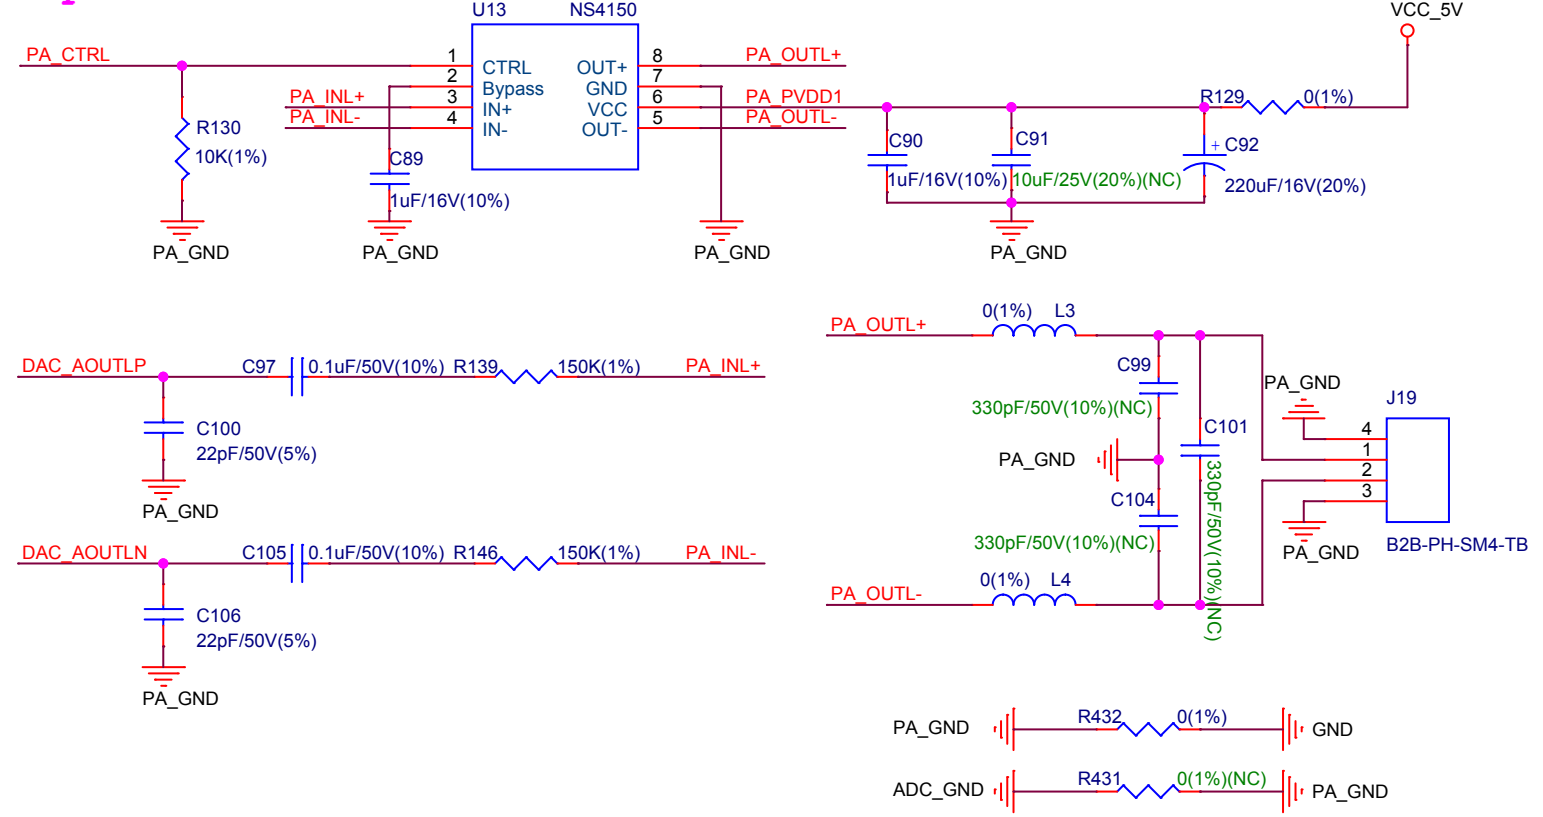 U13 NS4150
VCC_5V
PA_CTRL
1 CTRL
2 Bypass
3 IN+
4 IN-
OUT+ 8
GND 7
VCC 6
OUT- 5
PA_OUTL+
PA_INL+
PA_INL-
PA_PVDD1
PA_OUTL-
R129 0(1%)
R130
10K(1%)
C89
1uF/16V(10%)
C90
1uF/16V(10%)
C91
10uF/25V(20%)(NC)
+ C92
220uF/16V(20%)
PA_GND
PA_GND
PA_GND
PA_GND
DAC_AOUTLP
C97 0.1uF/50V(10%) R139 150K(1%)
PA_INL+
C100
22pF/50V(5%)
PA_GND
DAC_AOUTLN
C105 0.1uF/50V(10%) R146 150K(1%)
PA_INL-
C106
22pF/50V(5%)
PA_GND
PA_OUTL+
0(1%) L3
C99
330pF/50V(10%)(NC)
PA_GND
C101
330pF/50V(10%)(NC)
C104
330pF/50V(10%)(NC)
PA_OUTL-
0(1%) L4
PA_GND
J19
4
1
2
3
PA_GND
B2B-PH-SM4-TB
PA_GND R432 0(1%) GND
ADC_GND R431 0(1%)(NC) PA_GND